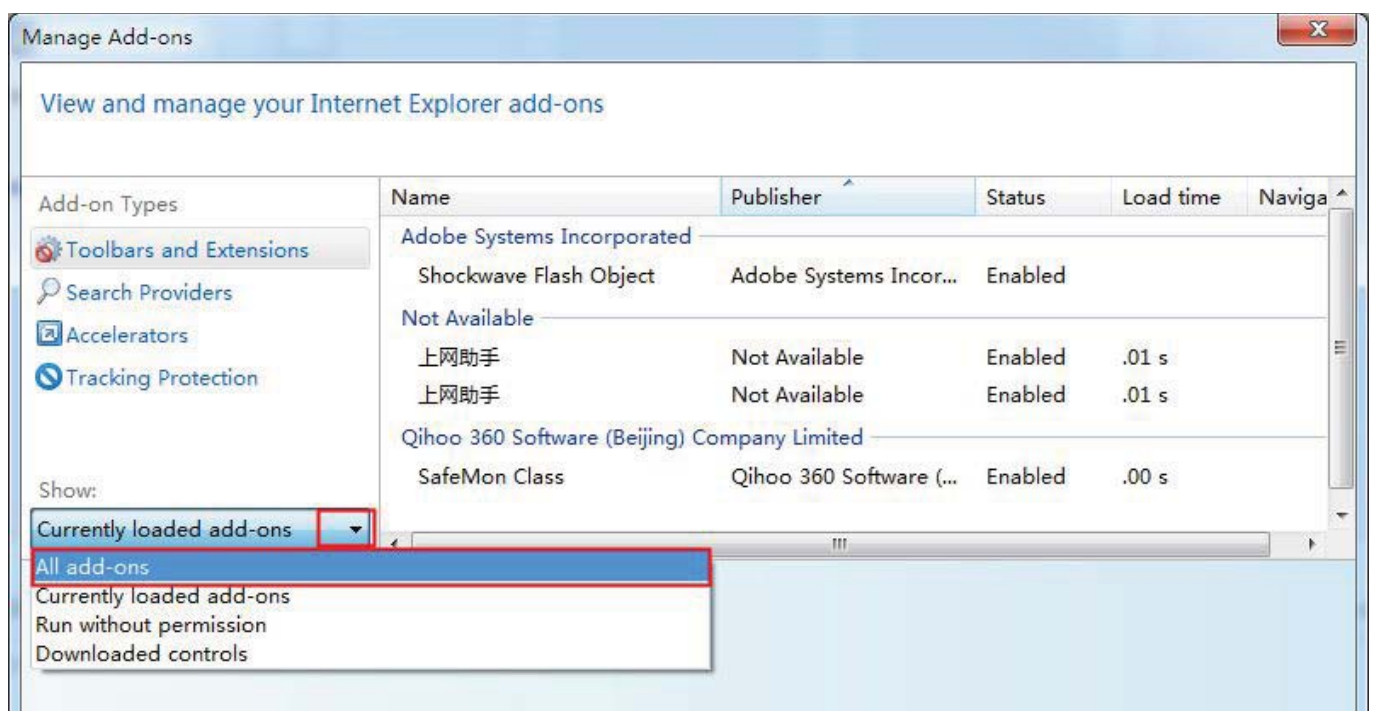 Manage Add-ons
View and manage your Internet Explorer add-ons
Add-on Types
Toolbars and Extensions
Search Providers
Accelerators
Tracking Protection
Show:
Currently loaded add-ons
All add-ons
Currently loaded add-ons
Run without permission
Downloaded controls
Name Publisher Status Load time Naviga
Adobe Systems Incorporated
Shockwave Flash Object Adobe Systems Incor... Enabled
Not Available
上网助手 Not Available Enabled .01 s
上网助手 Not Available Enabled .01 s
Qihoo 360 Software (Beijing) Company Limited
SafeMon Class Qihoo 360 Software (... Enabled .00 s